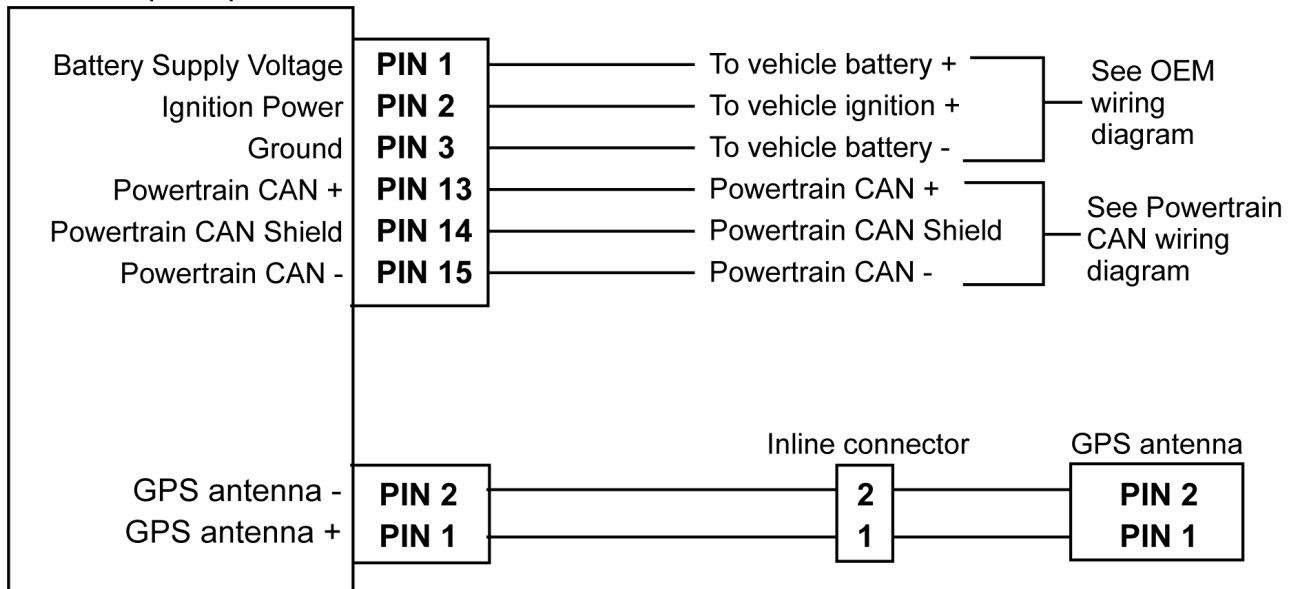 Battery Supply Voltage PIN 1 To vehicle battery +
Ignition Power PIN 2 To vehicle ignition +
Ground PIN 3 To vehicle battery -
See OEM
wiring
diagram
Powertrain CAN + PIN 13 Powertrain CAN +
Powertrain CAN Shield PIN 14 Powertrain CAN Shield
Powertrain CAN - PIN 15 Powertrain CAN -
See Powertrain
CAN wiring
diagram
Inline connector GPS antenna
GPS antenna - PIN 2 2 PIN 2
GPS antenna + PIN 1 1 PIN 1